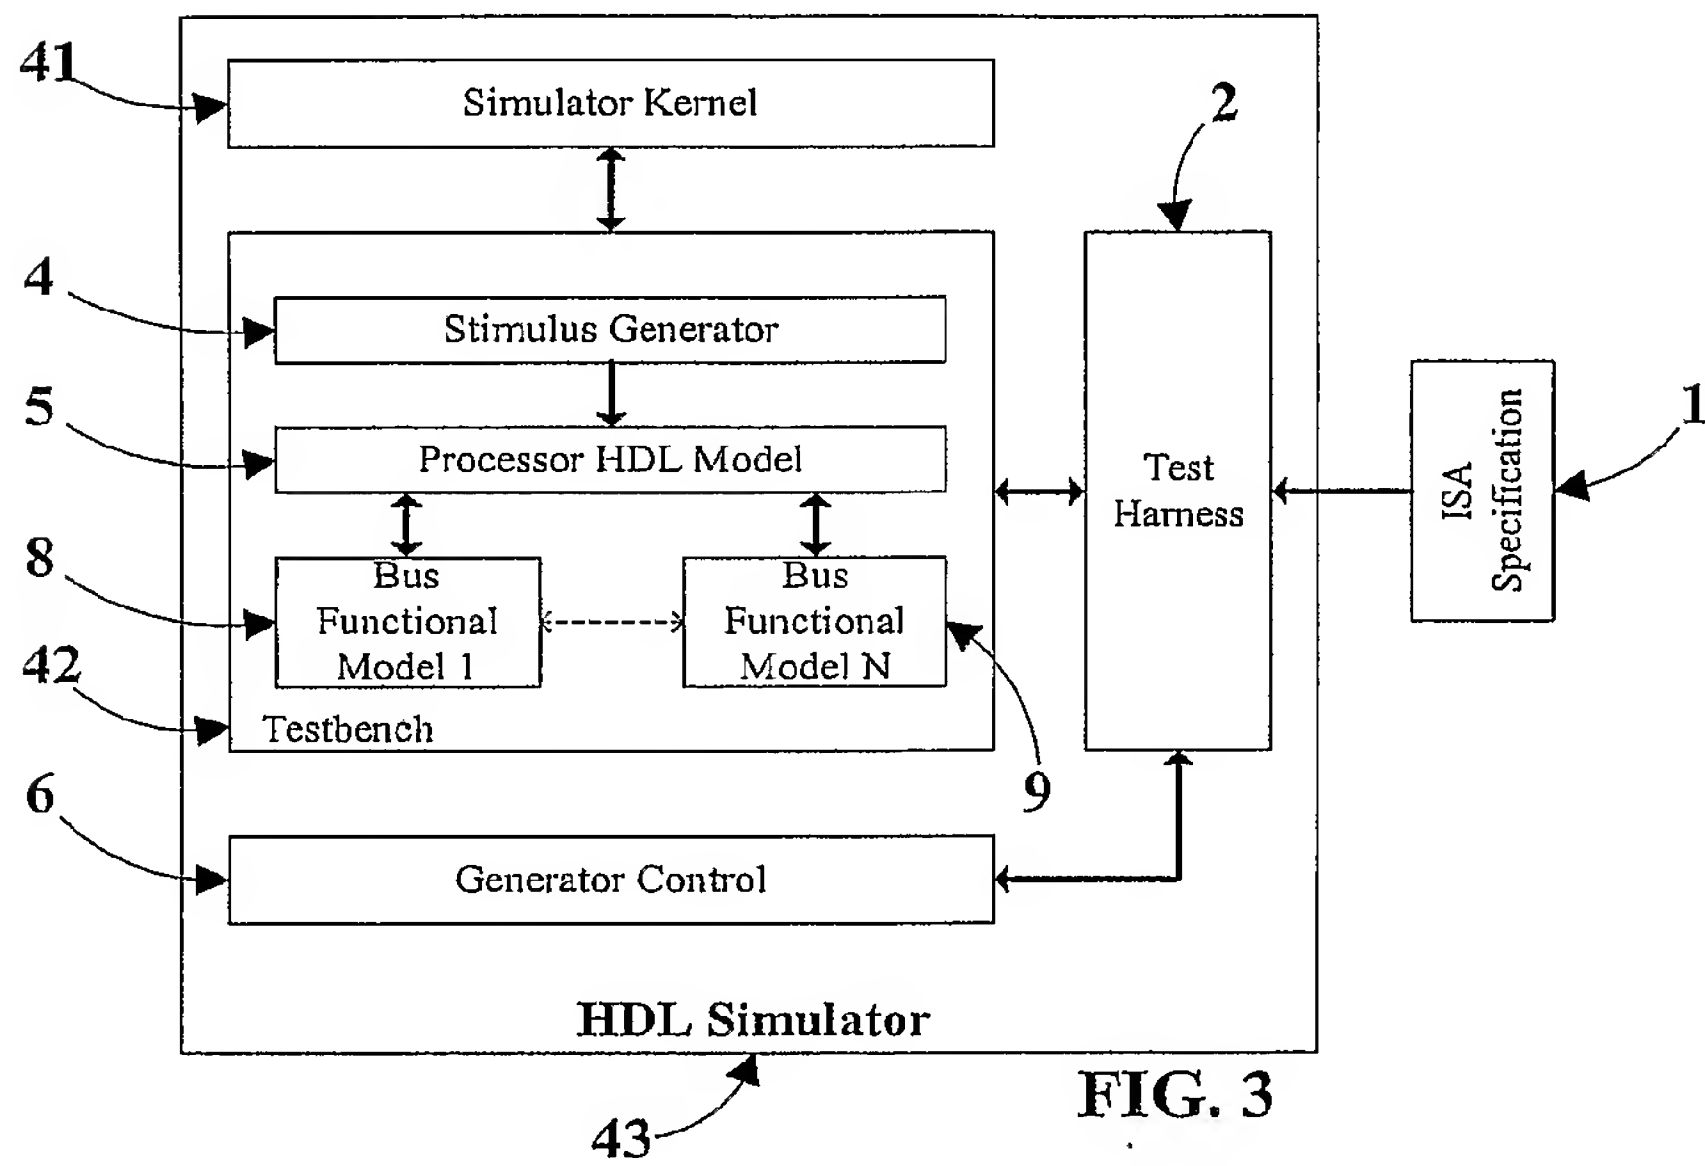 41
Simulator Kernel
2
4
Stimulus Generator
5
Processor HDL Model
Test
Harness
ISA
Specification
1
8
Bus
Functional
Model 1
Bus
Functional
Model N
42
Testbench
9
6
Generator Control
HDL Simulator
FIG. 3
43